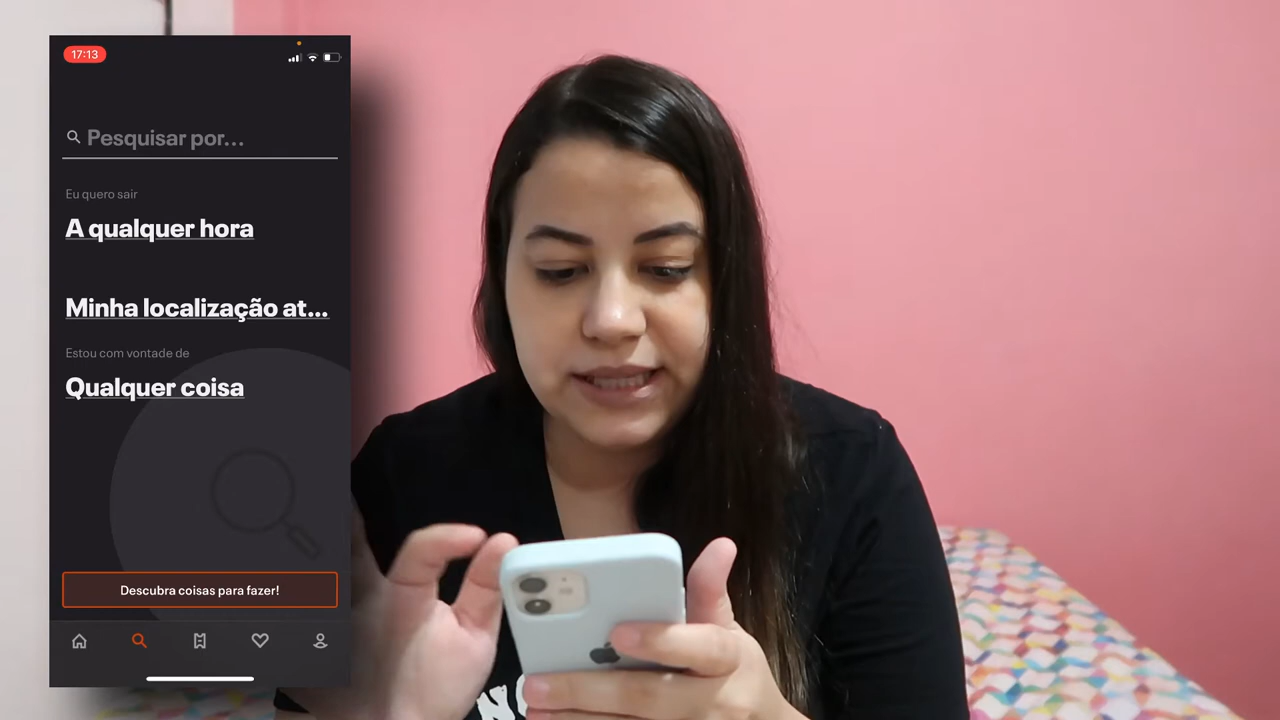 17:13
Pesquisar por...
Eu quero sair
A qualquer hora
Minha localização at...
Estou com vontade de
Qualquer coisa
Descubra coisas para fazer!